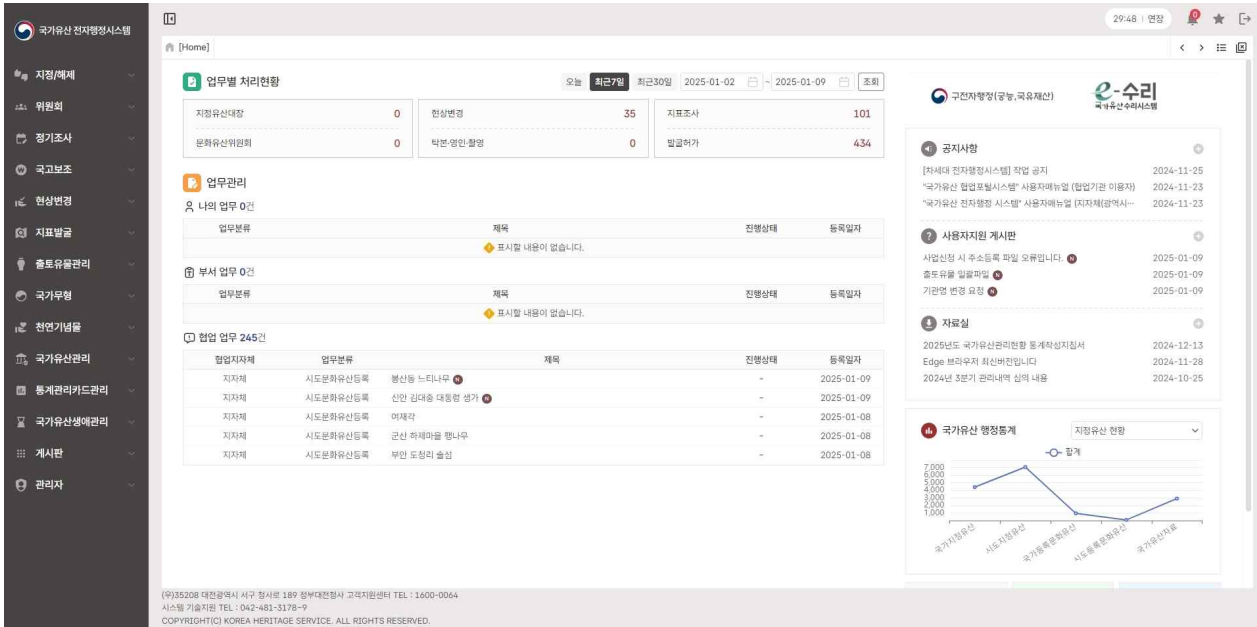 국가유산 전자행정시스템
지정/해제
위원회
정기조사
국고보조
현상변경
지표발굴
출토유물관리
국가무형
천연기념물
국가유산관리
통계관리카드관리
국가유산생애관리
게시판
관리자
29:48 | 연장
9
[Home]
업무별 처리현황
오늘 최근7일 최근30일 2025-01-02 ~ 2025-01-09 조회
지정유산대장 0 현상변경 35 지표조사 101
문화유산위원회 0 탁본·영인·촬영 0 발굴허가 434
업무관리
나의 업무 0건
업무분류 제목 진행상태 등록일자
표시할 내용이 없습니다.
부서 업무 0건
업무분류 제목 진행상태 등록일자
표시할 내용이 없습니다.
협업 업무 245건
협업지자체 업무분류 제목 진행상태 등록일자
지자체 시도문화유산등록 봉산동 느티나무 N - 2025-01-09
지자체 시도문화유산등록 신안 김대중 대통령 생가 N - 2025-01-09
지자체 시도문화유산등록 여재각 - 2025-01-08
지자체 시도문화유산등록 군산 하제마을 팽나무 - 2025-01-08
지자체 시도문화유산등록 부안 도청리 솔섬 - 2025-01-08
구전자행정(궁능,국유재산)
e-수리
국가유산수리시스템
공지사항
[차세대 전자행정시스템] 작업 공지 2024-11-25
"국가유산 협업포털시스템" 사용자매뉴얼 (협업기관 이용자) 2024-11-23
"국가유산 전자행정 시스템" 사용자매뉴얼 (지자체(광역시··· 2024-11-23
사용자지원 게시판
사업신청 시 주소등록 파일 오류입니다. N 2025-01-09
출토유물 일괄파일 N 2025-01-09
기관명 변경 요청 N 2025-01-09
자료실
2025년도 국가유산관리현황 통계작성지침서 2024-12-13
Edge 브라우저 최신버전입니다 2024-11-28
2024년 3분기 관리내역 심의 내용 2024-10-25
국가유산 행정통계
지정유산 현황
합계
7,000
6,000
5,000
4,000
3,000
2,000
1,000
국가지정유산
시도지정유산
국가등록문화유산
시도등록문화유산
국가유산자료
(우)35208 대전광역시 서구 청사로 189 정부대전청사 고객지원센터 TEL : 1600-0064
시스템 기술지원 TEL : 042-481-3178~9
COPYRIGHT(C) KOREA HERITAGE SERVICE. ALL RIGHTS RESERVED.